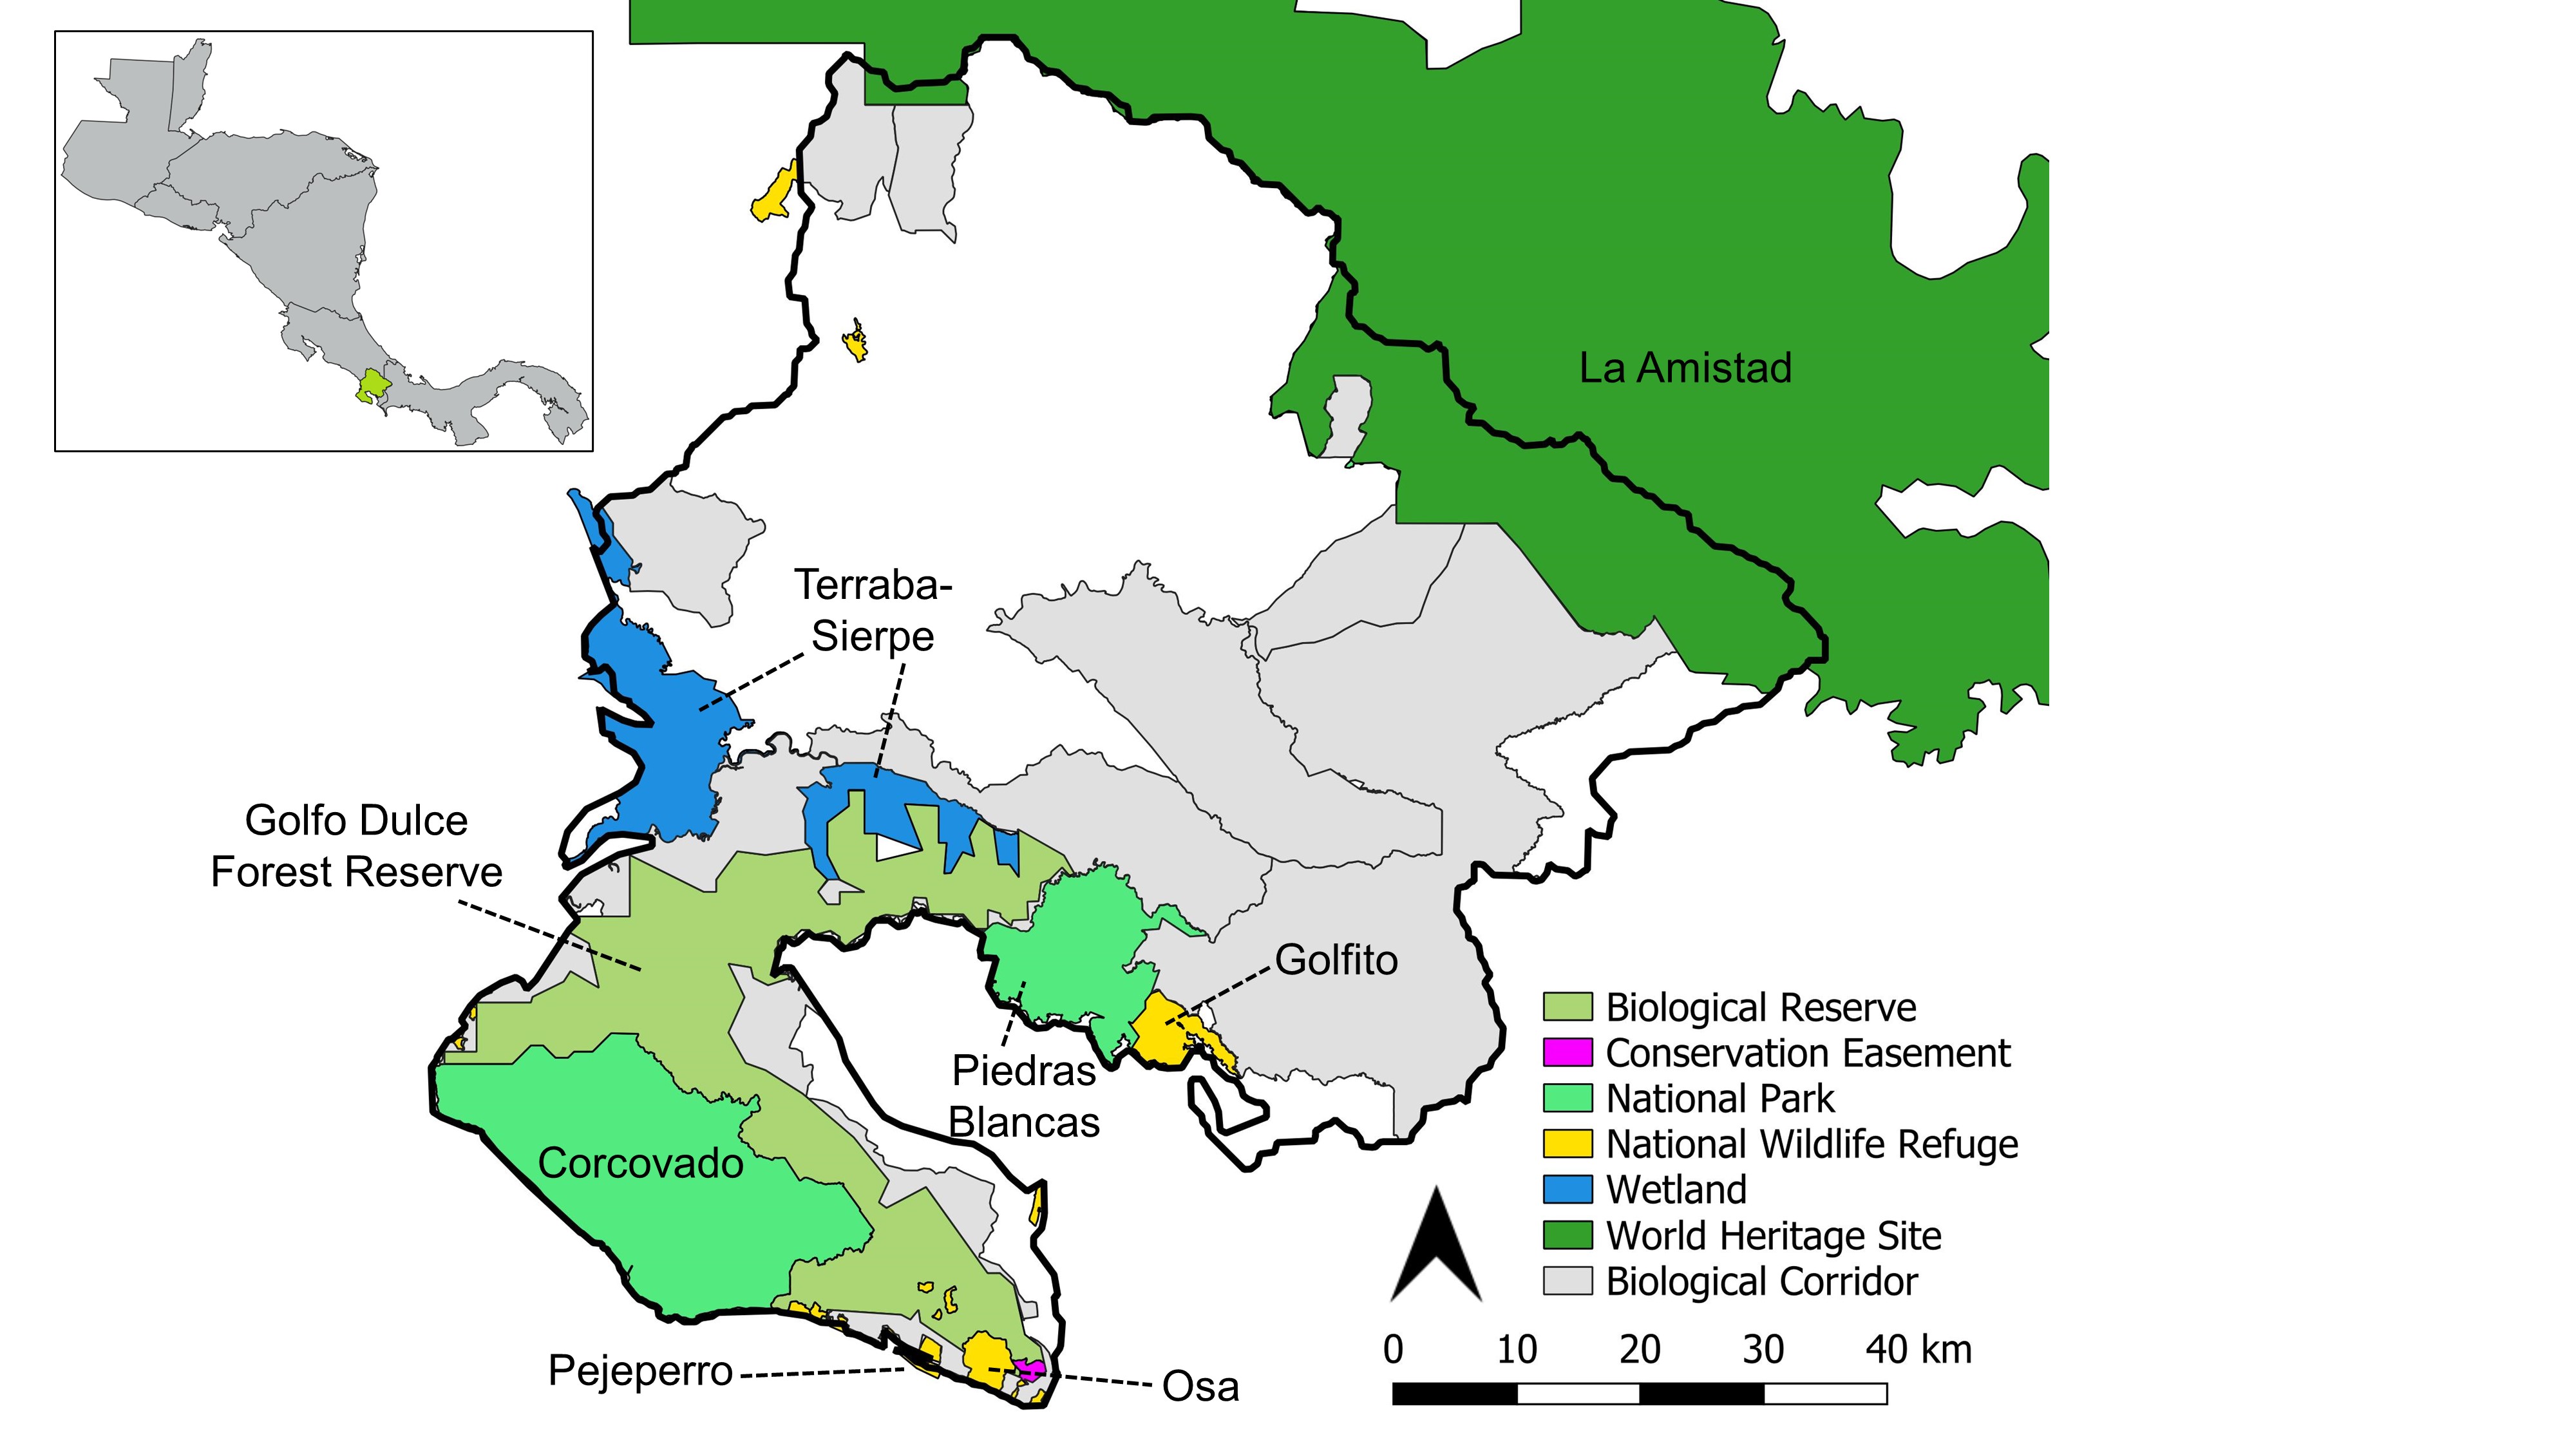 La Amistad
Terraba-
Sierpe
Golfo Dulce
Forest Reserve
Golfito
Piedras
Blancas
Corcovado
Pejeperro
Osa
Biological Reserve
Conservation Easement
National Park
National Wildlife Refuge
Wetland
World Heritage Site
Biological Corridor
0 10 20 30 40 km